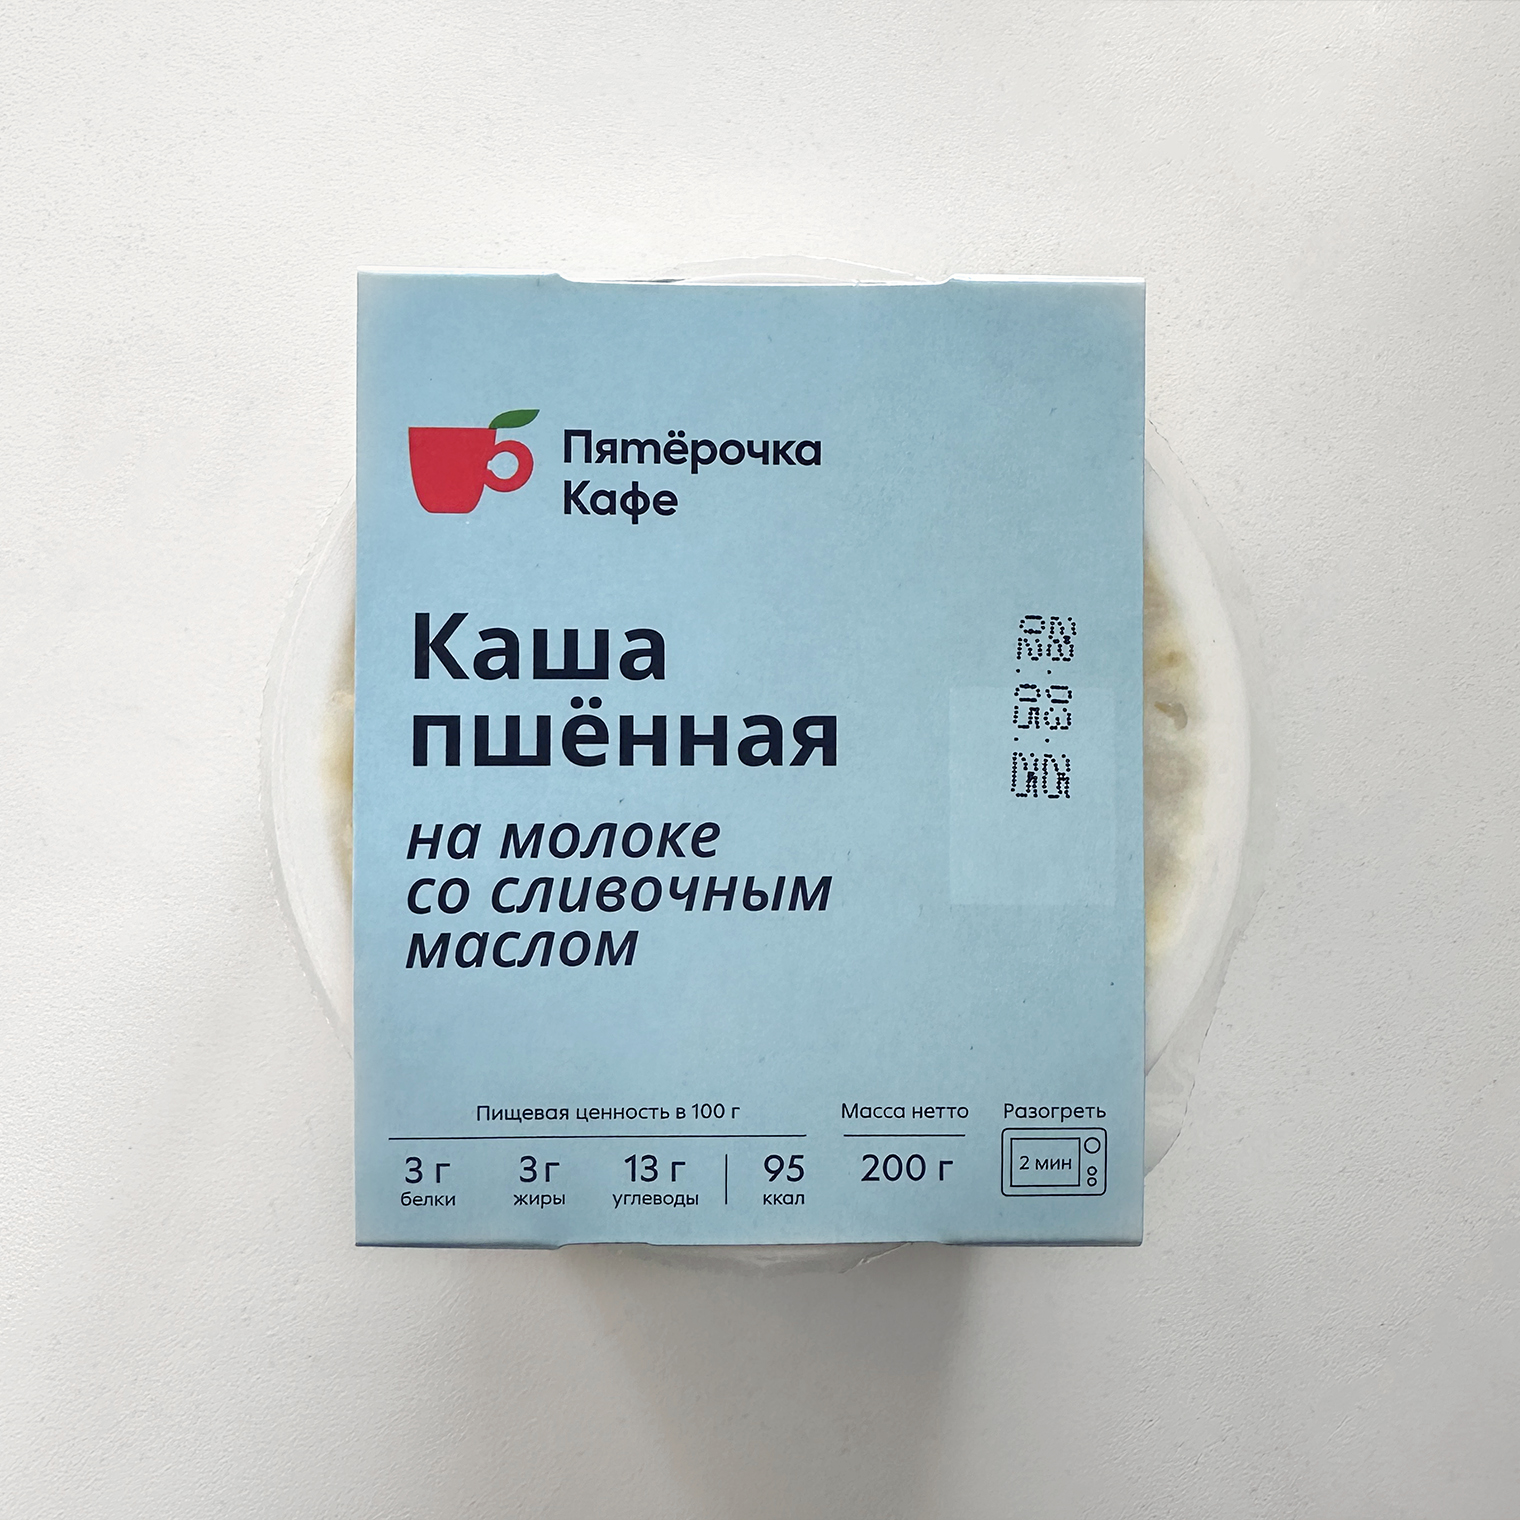 Пятёрочка
Кафе
Каша
пшённая
на молоке
со сливочным
маслом
Пищевая ценность в 100 г
3 г
белки
3 г
жиры
13 г
углеводы
95
ккал
Масса нетто
200 г
Разогреть
2 мин